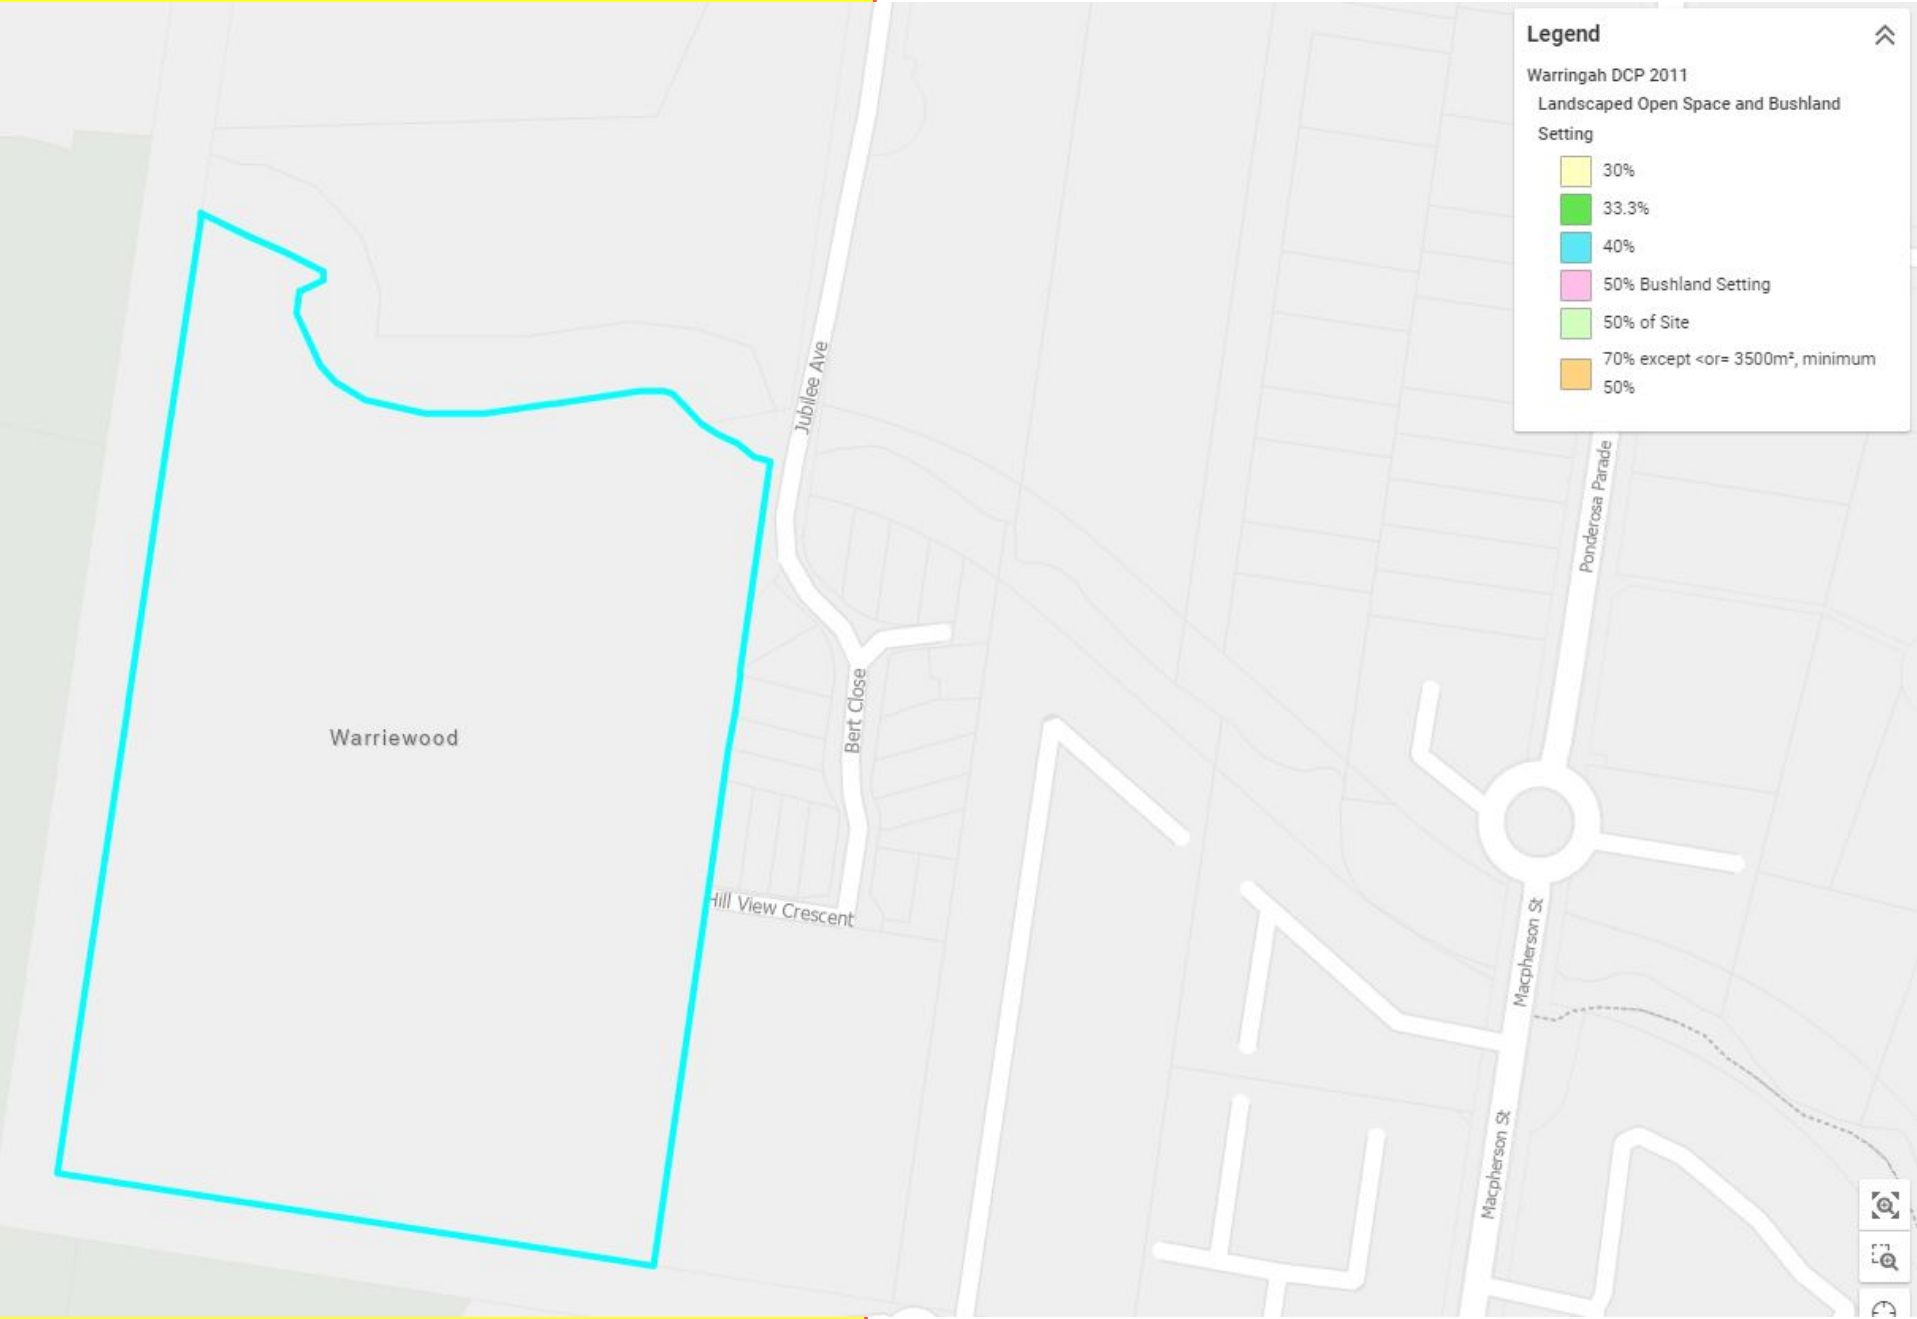 Legend
Warringah DCP 2011
Landscaped Open Space and Bushland
Setting
30%
33.3%
40%
50% Bushland Setting
50% of Site
70% except <or= 3500m², minimum
50%
Jubilee Ave
Ponderosa Parade
Bert Close
Warriewood
Hill View Crescent
Macpherson St
Macpherson St